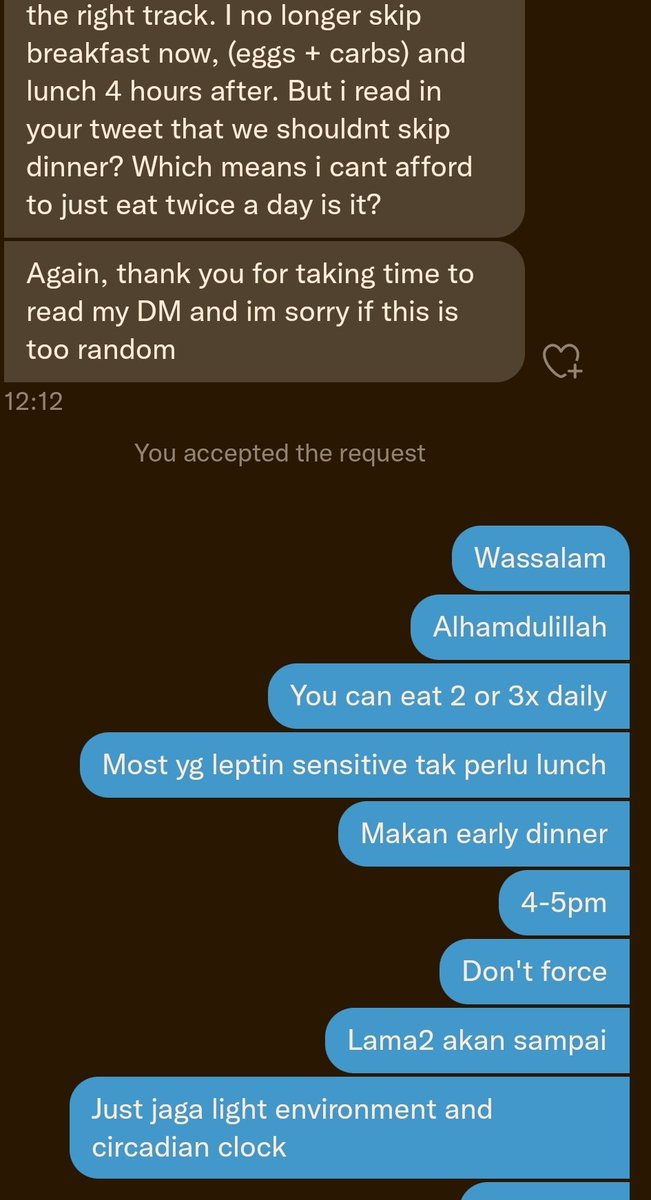 the right track. I no longer skip
breakfast now, (eggs + carbs) and
lunch 4 hours after. But i read in
your tweet that we shouldnt skip
dinner? Which means i cant afford
to just eat twice a day is it?
Again, thank you for taking time to
read my DM and im sorry if this is
too random
12:12
You accepted the request
Wassalam
Alhamdulillah
You can eat 2 or 3x daily
Most yg leptin sensitive tak perlu lunch
Makan early dinner
4-5pm
Don't force
Lama2 akan sampai
Just jaga light environment and
circadian clock